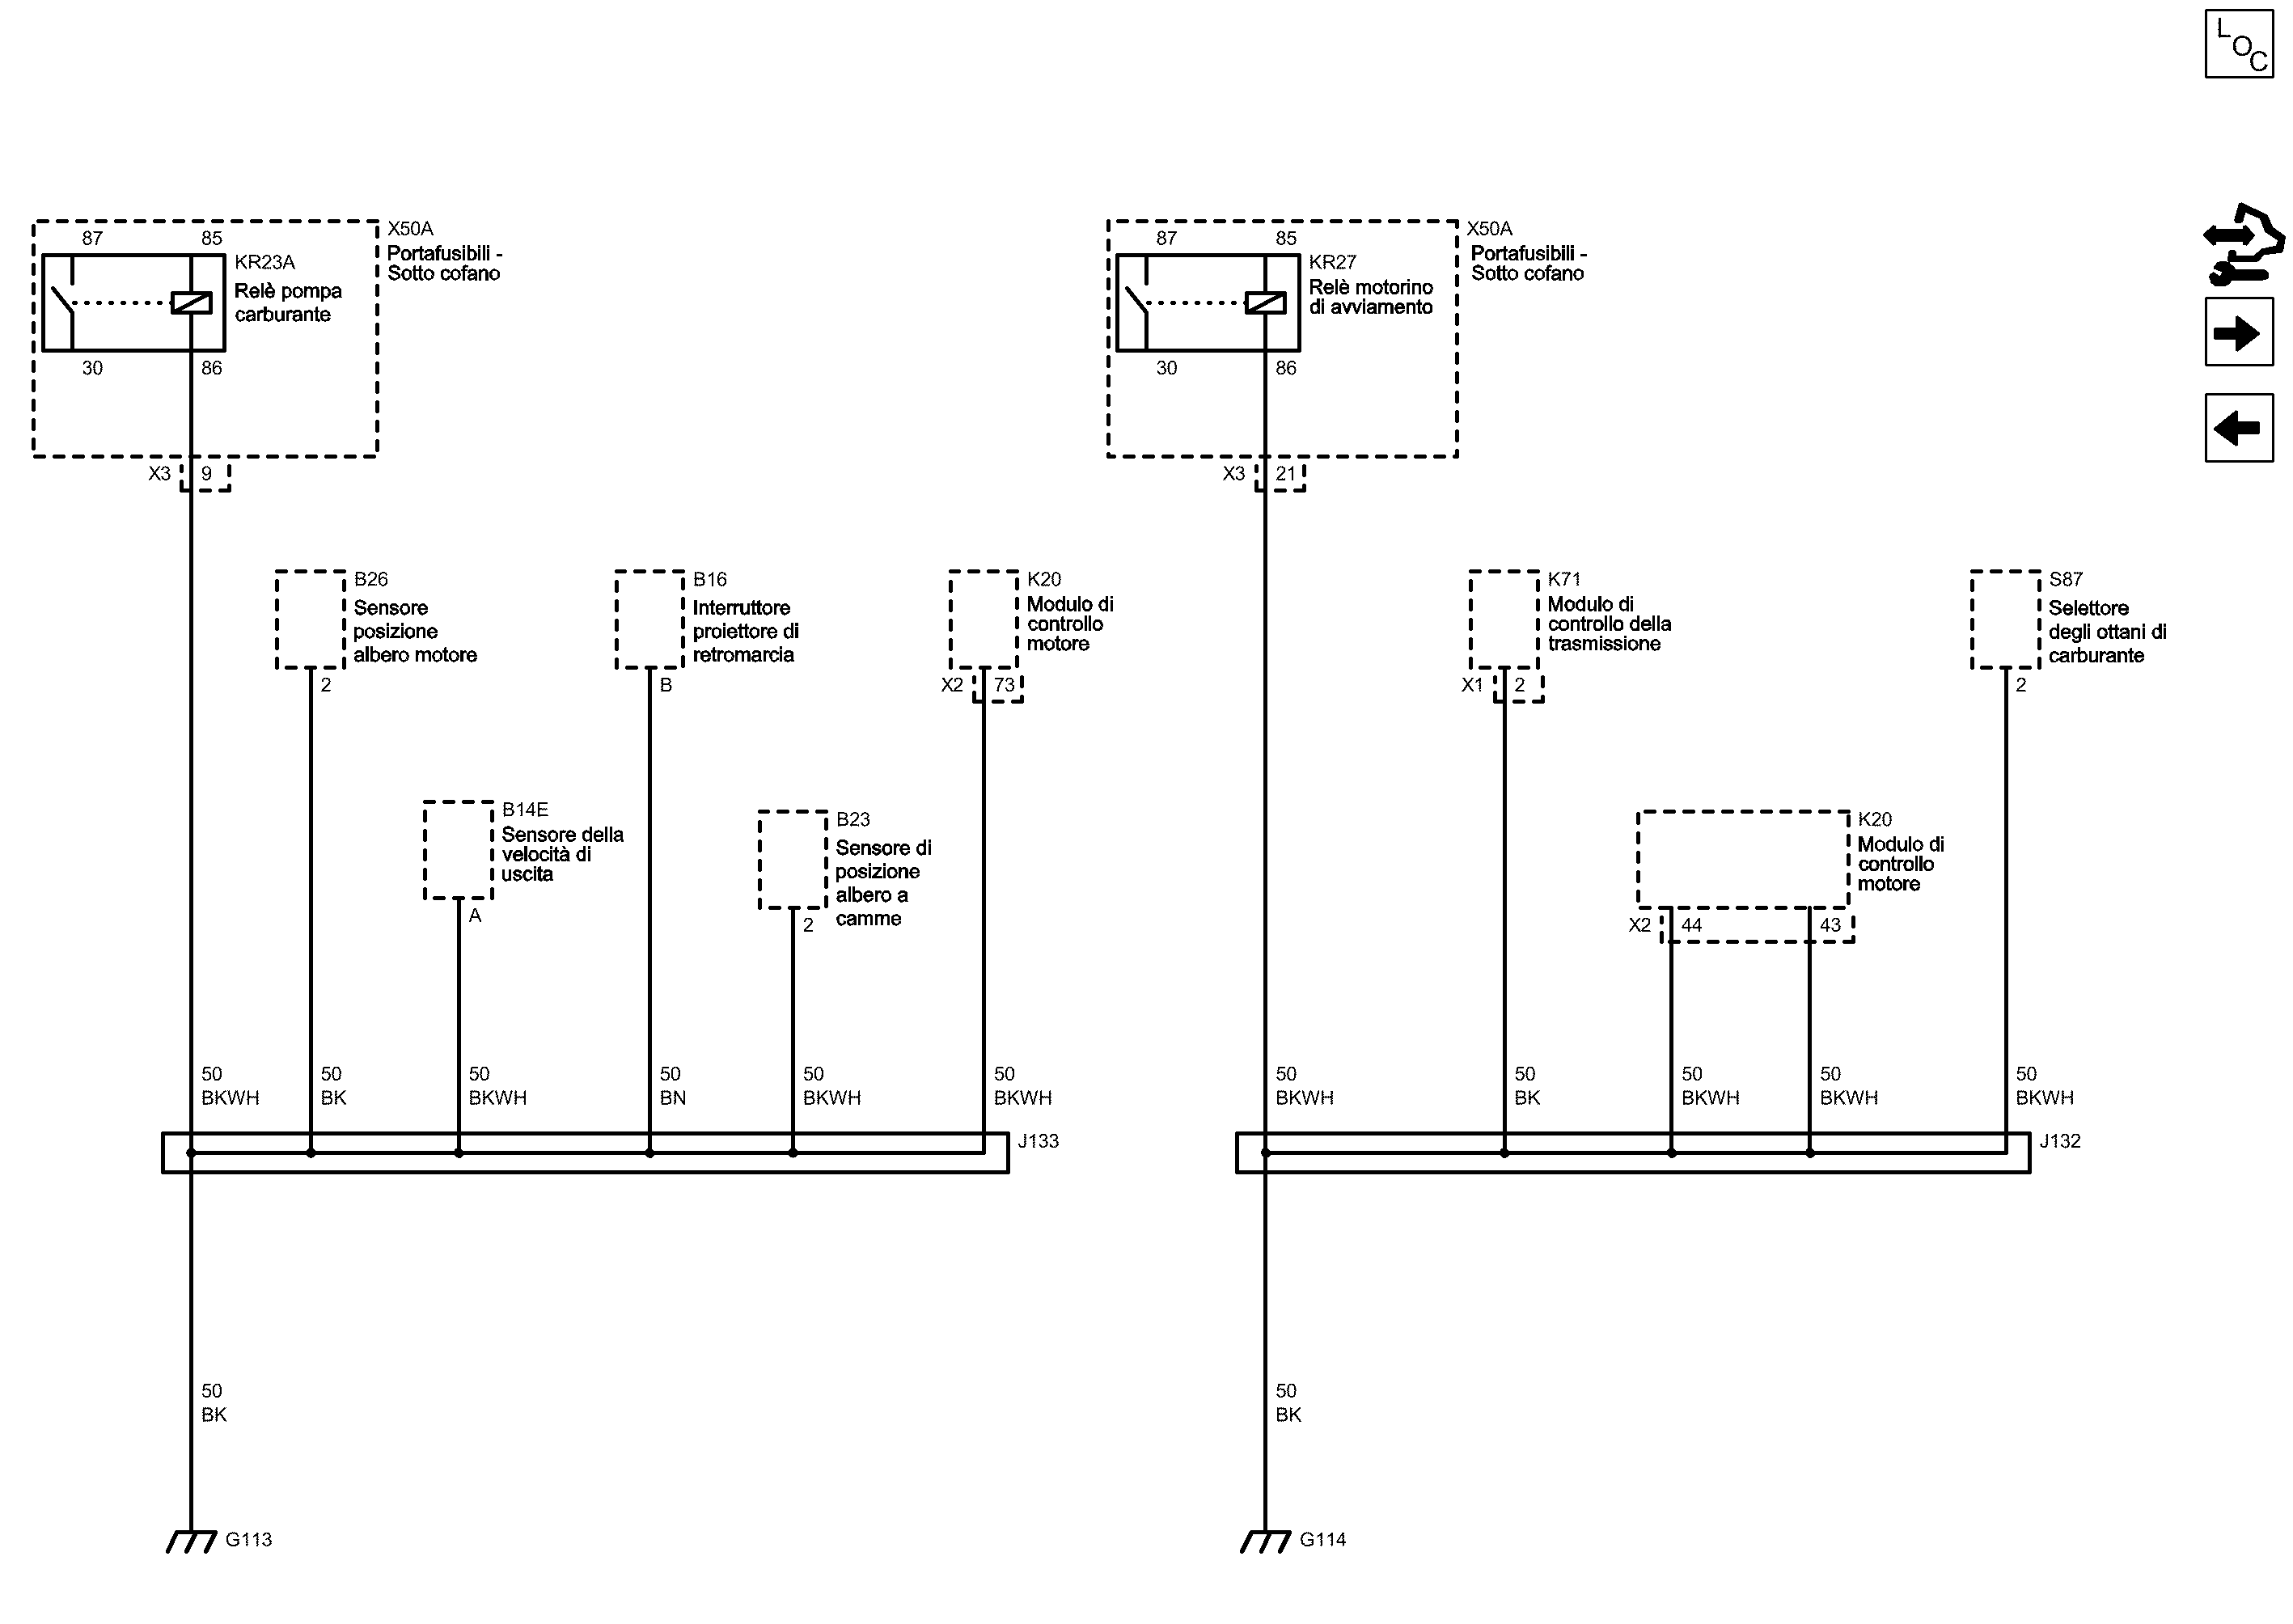 LOC
87 85
KR23A
Relè pompa
carburante
30 86
X50A
Portafusibili -
Sotto cofano
X3 9
87 85
KR27
Relè motorino
di avviamento
30 86
X50A
Portafusibili -
Sotto cofano
X3 21
B26
Sensore
posizione
albero motore
2
B14E
Sensore della
velocità di
uscita
A
B16
Interruttore
proiettore di
retromarcia
B
B23
Sensore di
posizione
albero a
camme
2
K20
Modulo di
controllo
motore
X2 73
K71
Modulo di
controllo della
trasmissione
X1 2
K20
Modulo di
controllo
motore
X2 44 43
S87
Selettore
degli ottani di
carburante
2
50 50 50 50 50 50
BKWH BK BKWH BN BKWH BKWH
J133
50 50 50 50 50
BKWH BK BKWH BKWH BKWH
J132
50
BK
G113
50
BK
G114